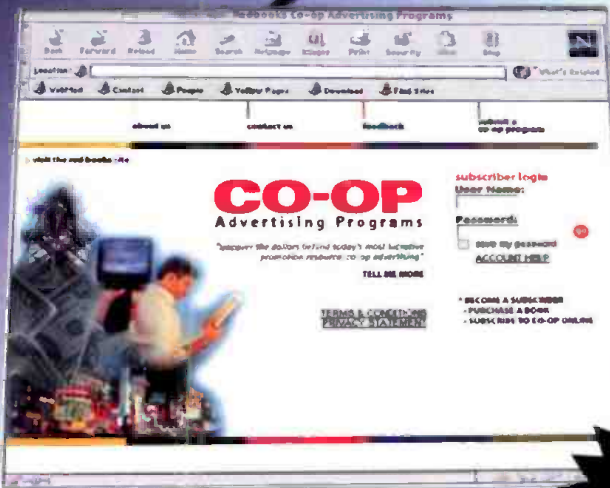 Redbooks Co-op Advertising Programs
Back Forward Reload Home Search Netscape Images Print Security Shop Stop
N
Location: What's Related
WebMail Contact People Yellow Pages Download Find Sites
about us contact us feedback submit a
co-op program
visit the red books site
subscriber login
User Name:
CO-OP
Advertising Programs
Password:
go
"uncover the dollars behind today's most lucrative
promotion resource: co-op advertising"
save my password
ACCOUNT HELP
TELL ME MORE
TERMS & CONDITIONS
PRIVACY STATEMENT
* BECOME A SUBSCRIBER
- PURCHASE A BOOK
- SUBSCRIBE TO CO-OP ONLINE